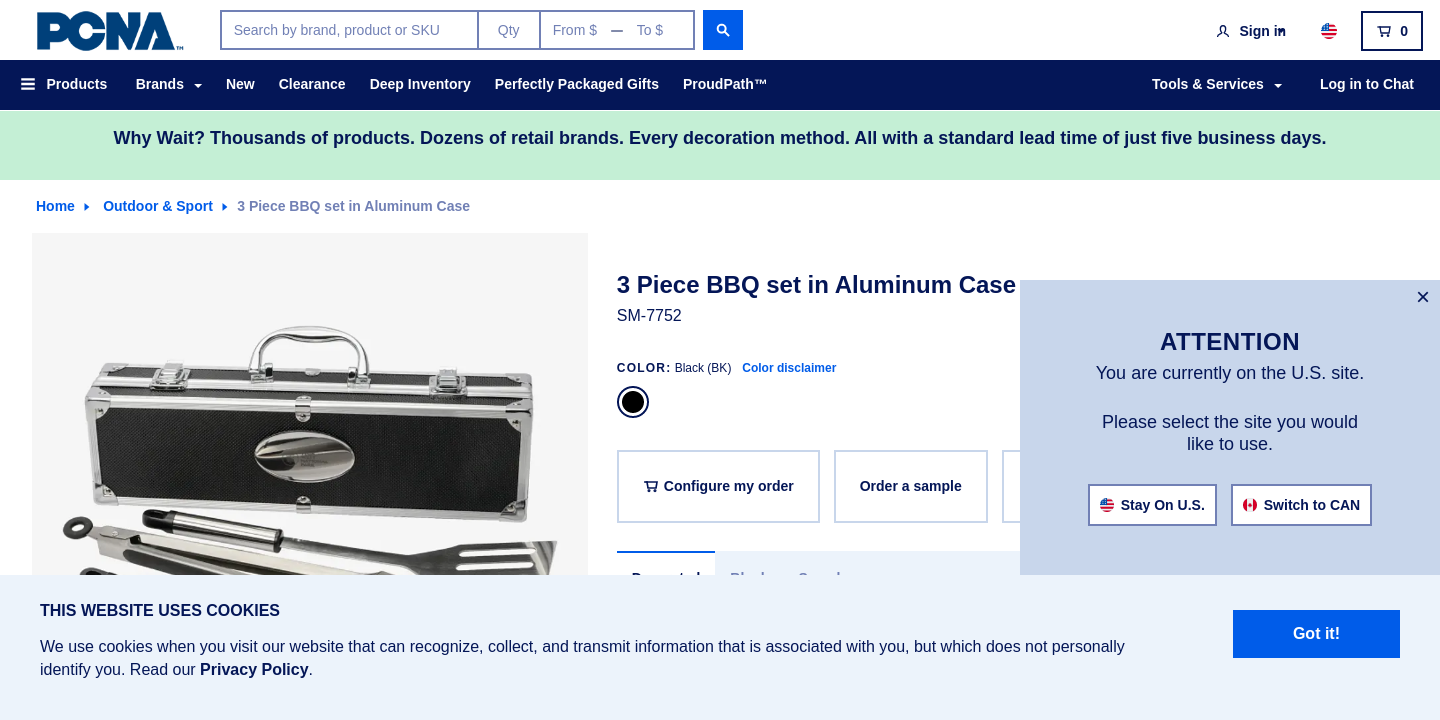 PCNA™
Search by brand, product or SKU
Qty
From $ — To $
Sign in
0
Products
Brands
New
Clearance
Deep Inventory
Perfectly Packaged Gifts
ProudPath™
Tools & Services
Log in to Chat
Why Wait? Thousands of products. Dozens of retail brands. Every decoration method. All with a standard lead time of just five business days.
Home
Outdoor & Sport
3 Piece BBQ set in Aluminum Case
3 Piece BBQ set in Aluminum Case
SM-7752
COLOR: Black (BK) Color disclaimer
Configure my order
Order a sample
×
ATTENTION
You are currently on the U.S. site.
Please select the site you would
like to use.
Stay On U.S.
Switch to CAN
THIS WEBSITE USES COOKIES
We use cookies when you visit our website that can recognize, collect, and transmit information that is associated with you, but which does not personally
identify you. Read our Privacy Policy.
Got it!